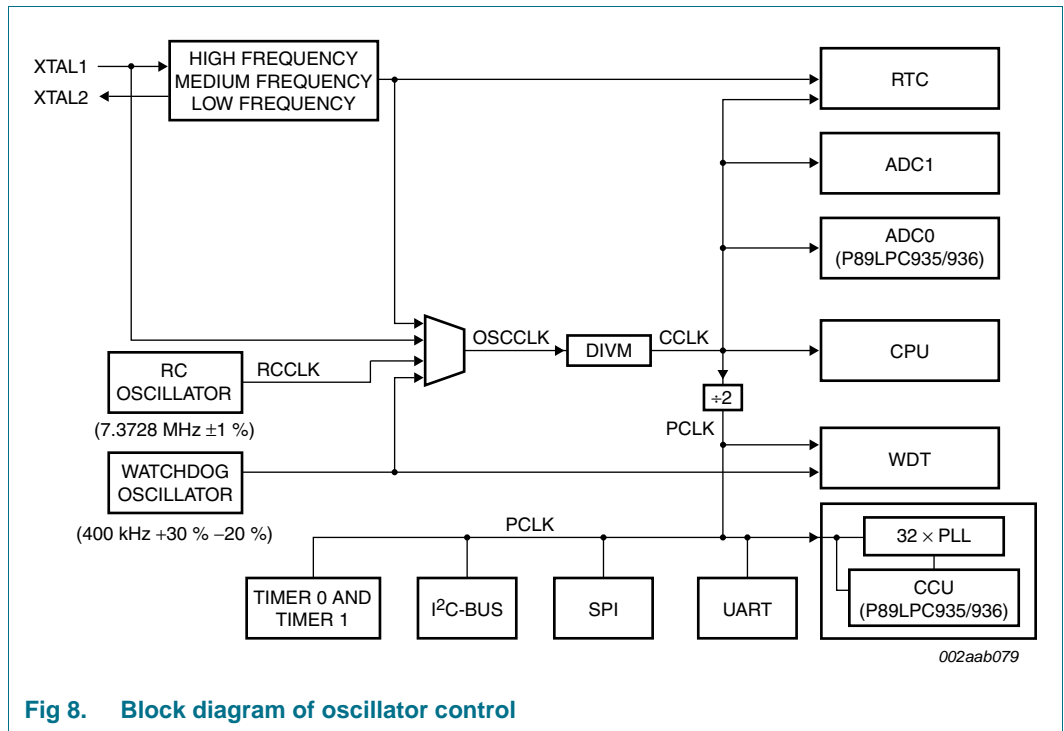 XTAL1
XTAL2
HIGH FREQUENCY
MEDIUM FREQUENCY
LOW FREQUENCY
RTC
ADC1
ADC0
(P89LPC935/936)
OSCCLK
DIVM
CCLK
CPU
RC
OSCILLATOR
RCCLK
(7.3728 MHz ±1 %)
÷2
PCLK
WATCHDOG
OSCILLATOR
(400 kHz +30 % −20 %)
WDT
PCLK
32 × PLL
CCU
(P89LPC935/936)
TIMER 0 AND
TIMER 1
I²C-BUS
SPI
UART
002aab079
Fig 8. Block diagram of oscillator control